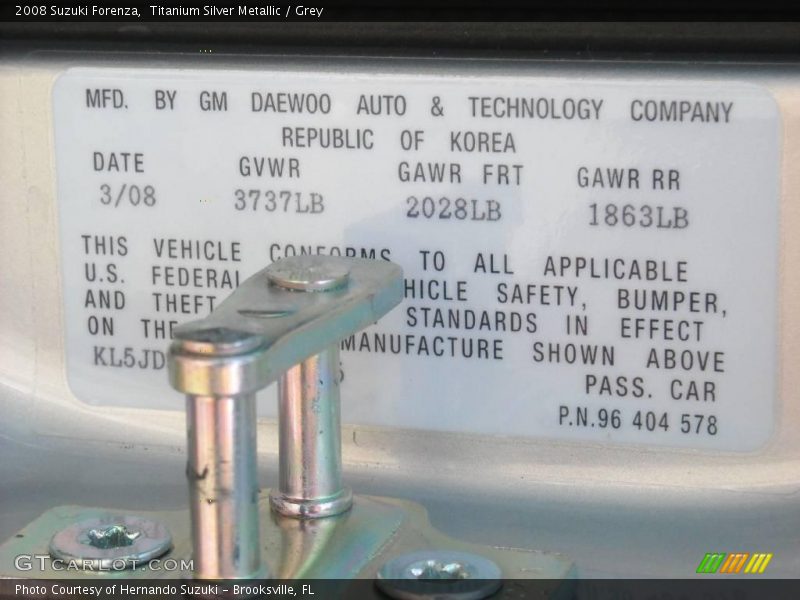 2008 Suzuki Forenza, Titanium Silver Metallic / Grey
MFD. BY GM DAEWOO AUTO & TECHNOLOGY COMPANY
REPUBLIC OF KOREA
DATE GVWR GAWR FRT GAWR RR
3/08 3737LB 2028LB 1863LB
THIS VEHICLE CONFORMS TO ALL APPLICABLE
U.S. FEDERAL HICLE SAFETY, BUMPER,
AND THEFT STANDARDS IN EFFECT
ON THE MANUFACTURE SHOWN ABOVE
KL5JD
PASS. CAR
P.N.96 404 578
GTCARLOT.COM
Photo Courtesy of Hernando Suzuki - Brooksville, FL